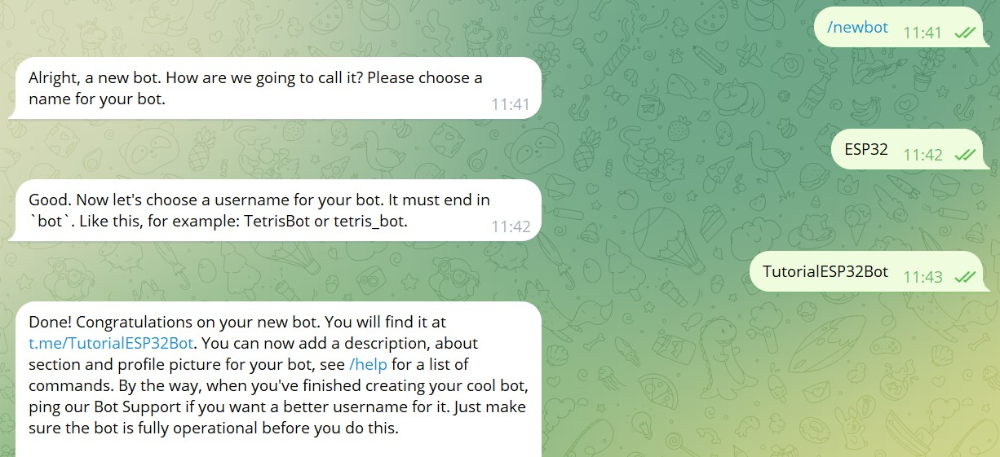 /newbot 11:41
Alright, a new bot. How are we going to call it? Please choose a
name for your bot.
11:41
ESP32 11:42
Good. Now let's choose a username for your bot. It must end in
`bot`. Like this, for example: TetrisBot or tetris_bot.
11:42
TutorialESP32Bot 11:43
Done! Congratulations on your new bot. You will find it at
t.me/TutorialESP32Bot. You can now add a description, about
section and profile picture for your bot, see /help for a list of
commands. By the way, when you've finished creating your cool bot,
ping our Bot Support if you want a better username for it. Just make
sure the bot is fully operational before you do this.